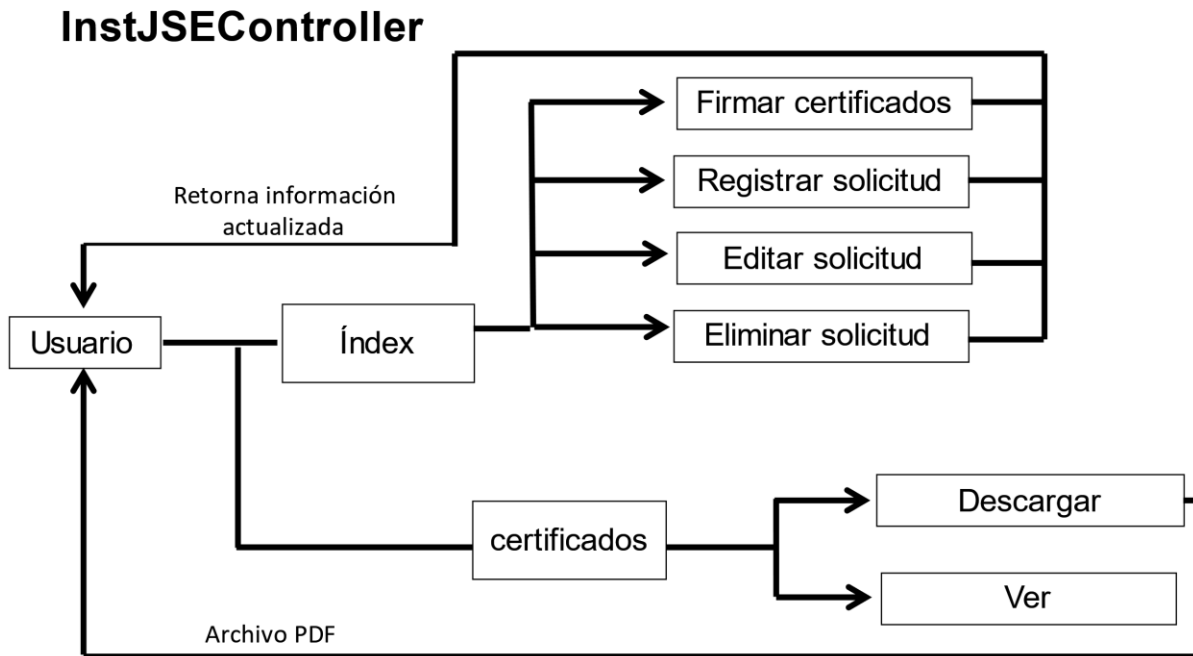 InstJSEController
Firmar certificados
Registrar solicitud
Retorna información
actualizada
Editar solicitud
Usuario
Índex
Eliminar solicitud
certificados
Descargar
Ver
Archivo PDF